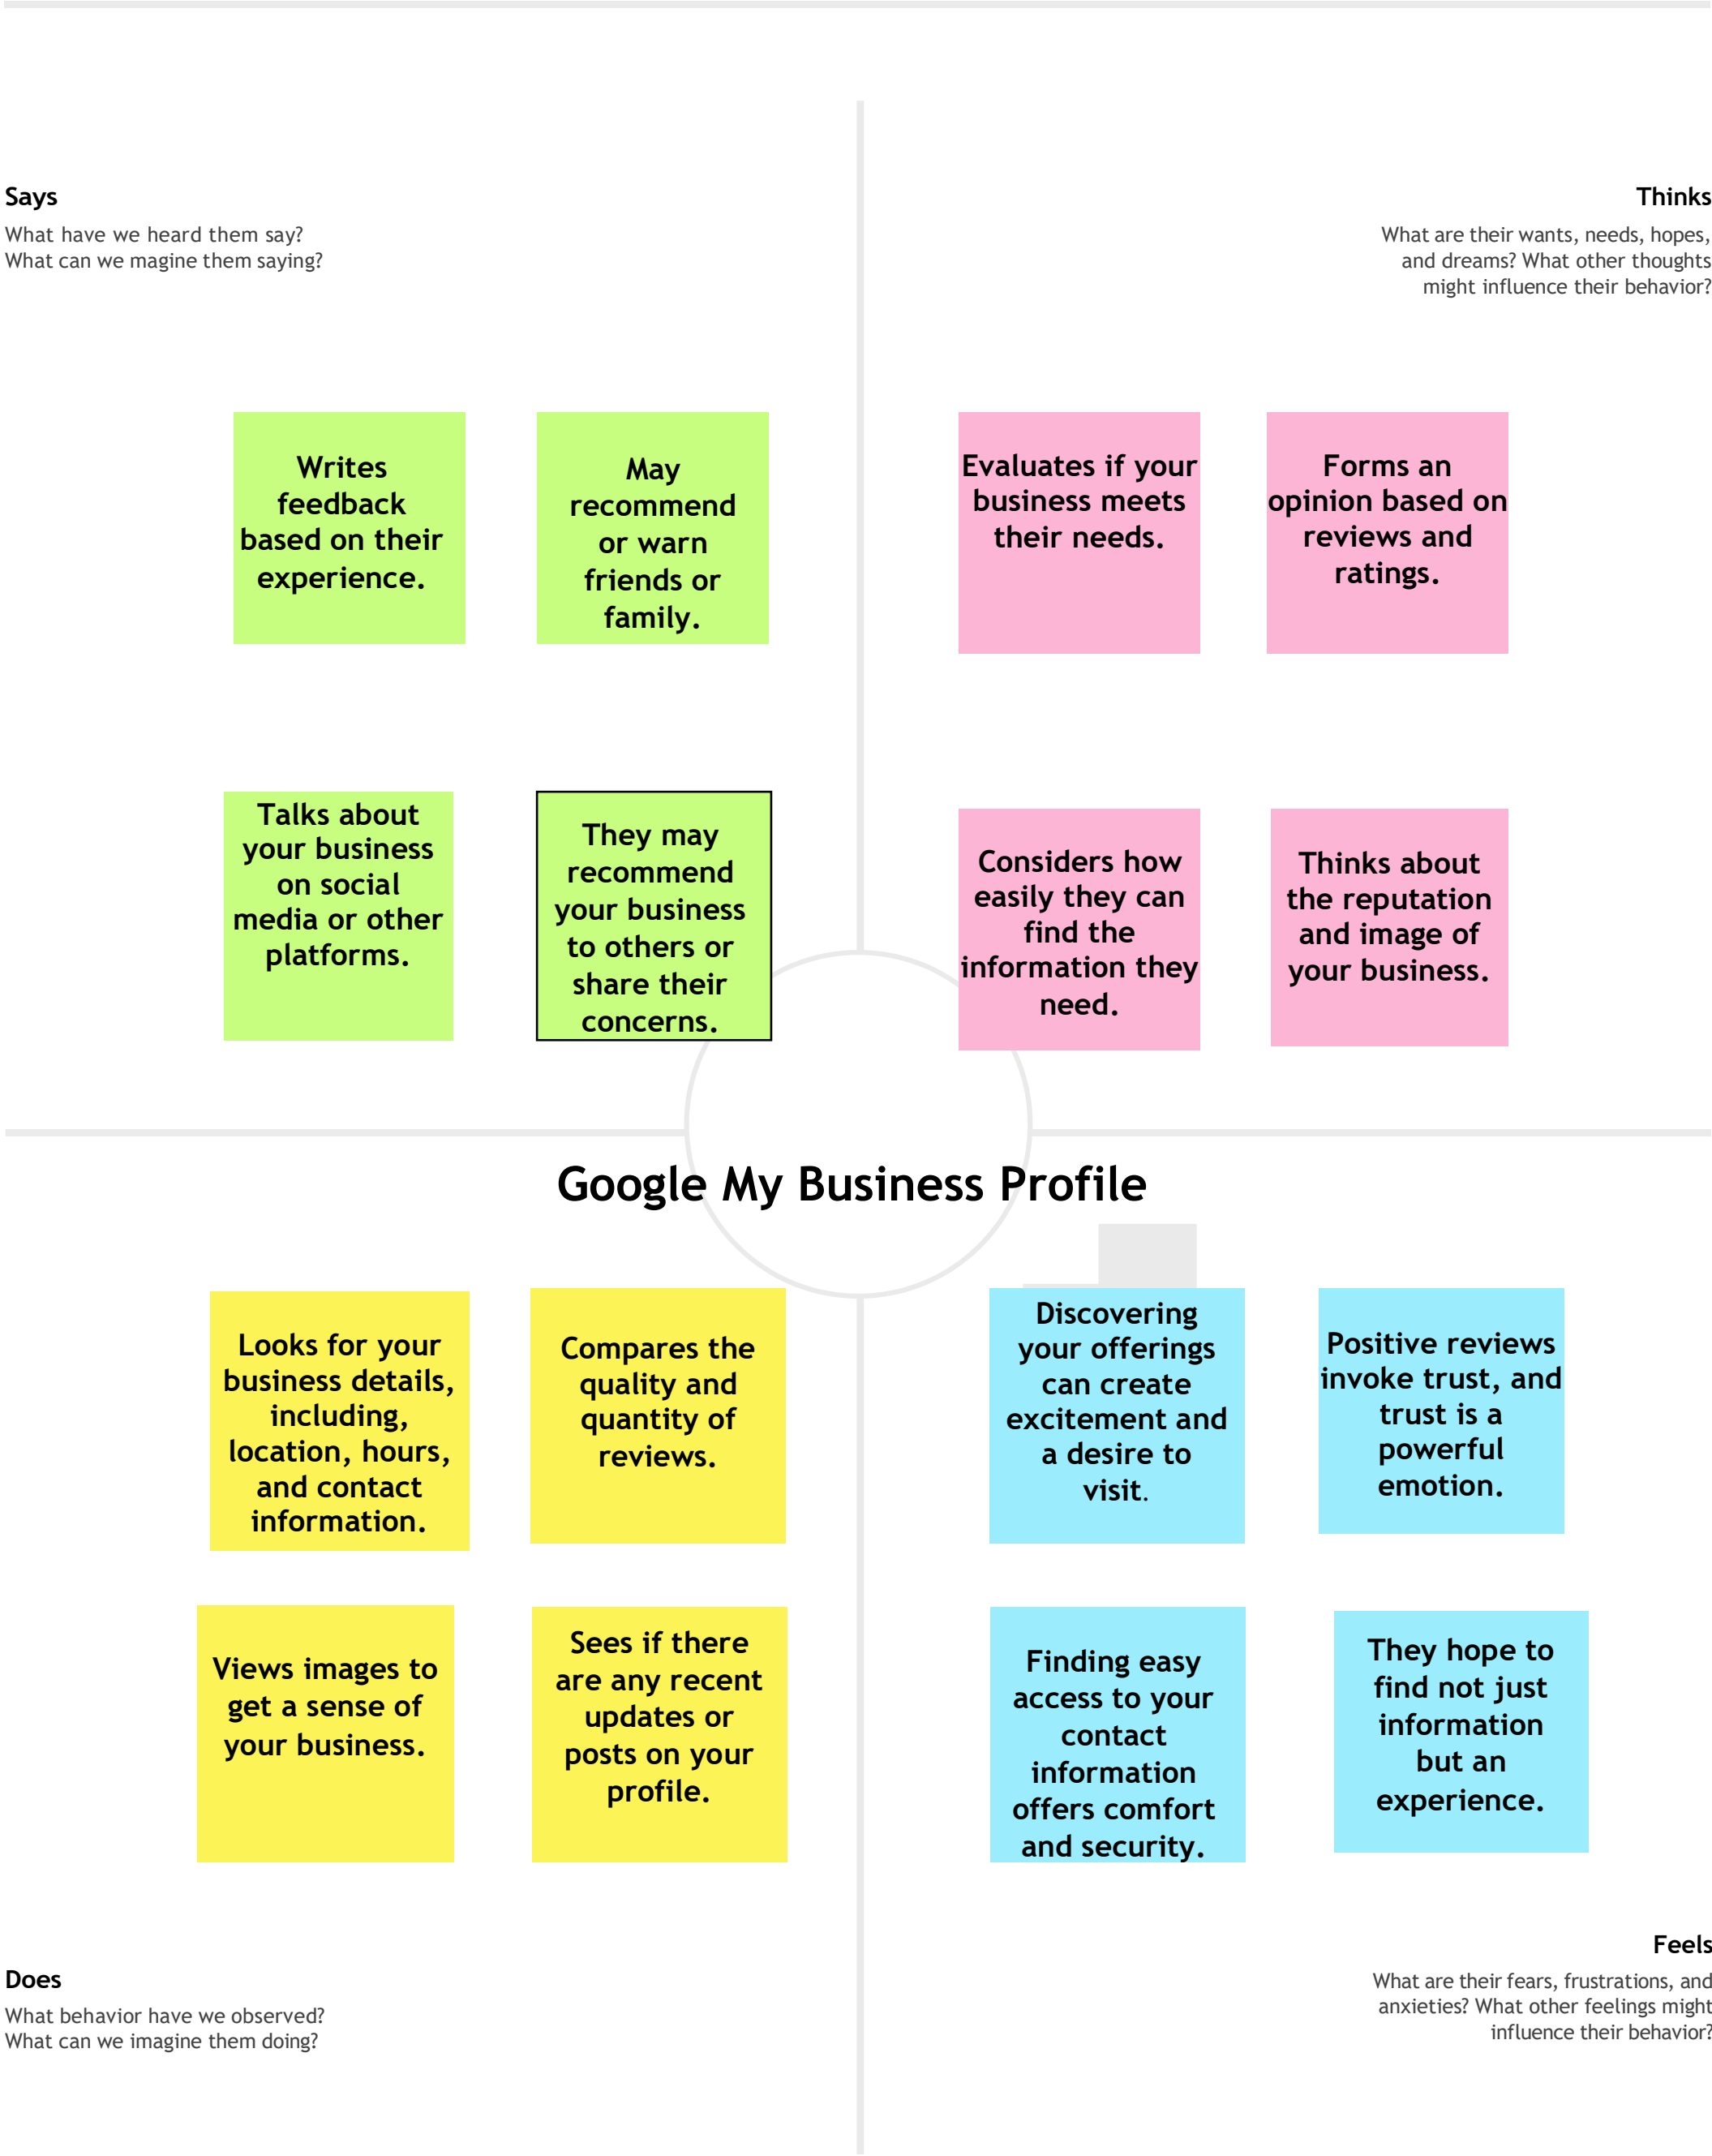 Says
What have we heard them say?
What can we magine them saying?
Thinks
What are their wants, needs, hopes,
and dreams? What other thoughts
might influence their behavior?
Writes
feedback
based on their
experience.
May
recommend
or warn
friends or
family.
Evaluates if your
business meets
their needs.
Forms an
opinion based on
reviews and
ratings.
Talks about
your business
on social
media or other
platforms.
They may
recommend
your business
to others or
share their
concerns.
Considers how
easily they can
find the
information they
need.
Thinks about
the reputation
and image of
your business.
Google My Business Profile
Looks for your
business details,
including,
location, hours,
and contact
information.
Compares the
quality and
quantity of
reviews.
Discovering
your offerings
can create
excitement and
a desire to
visit.
Positive reviews
invoke trust, and
trust is a
powerful
emotion.
Views images to
get a sense of
your business.
Sees if there
are any recent
updates or
posts on your
profile.
Finding easy
access to your
contact
information
offers comfort
and security.
They hope to
find not just
information
but an
experience.
Does
What behavior have we observed?
What can we imagine them doing?
Feels
What are their fears, frustrations, and
anxieties? What other feelings might
influence their behavior?